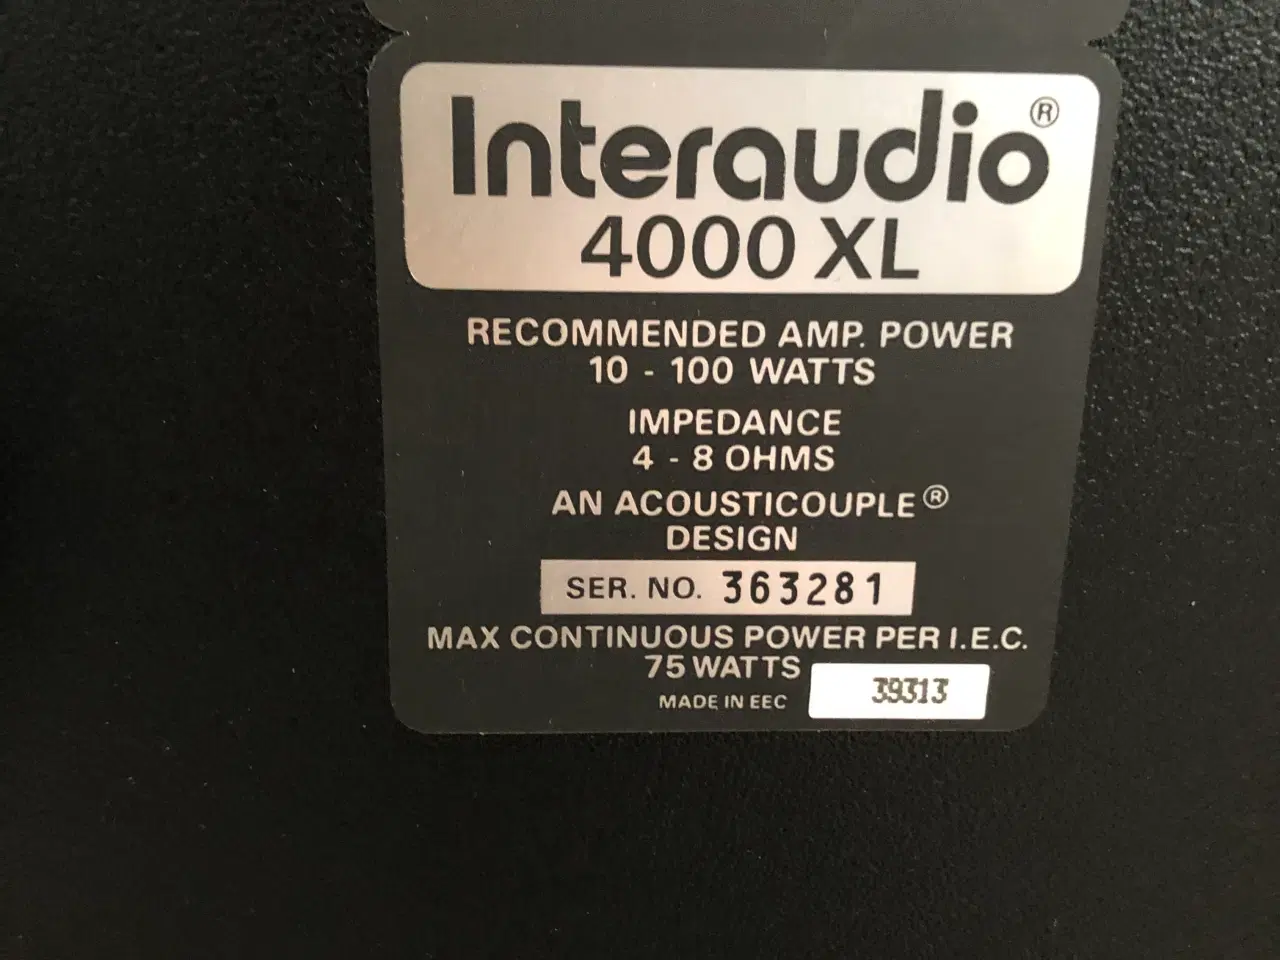 Interaudio®
4000 XL
RECOMMENDED AMP. POWER
10 - 100 WATTS
IMPEDANCE
4 - 8 OHMS
AN ACOUSTICOUPLE®
DESIGN
SER. NO. 363281
MAX CONTINUOUS POWER PER I.E.C.
75 WATTS
MADE IN EEC
39313